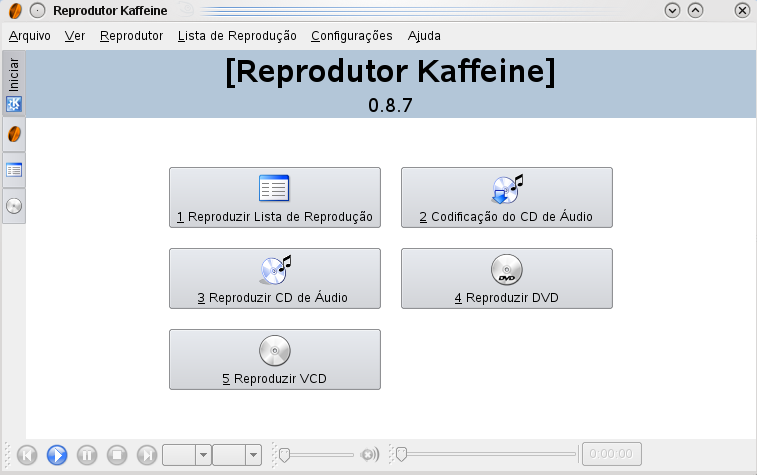 Reprodutor Kaffeine
Arquivo Ver Reprodutor Lista de Reprodução Configurações Ajuda
Iniciar
[Reprodutor Kaffeine]
0.8.7
1 Reproduzir Lista de Reprodução
2 Codificação do CD de Áudio
3 Reproduzir CD de Áudio
DVD
4 Reproduzir DVD
5 Reproduzir VCD
0:00:00